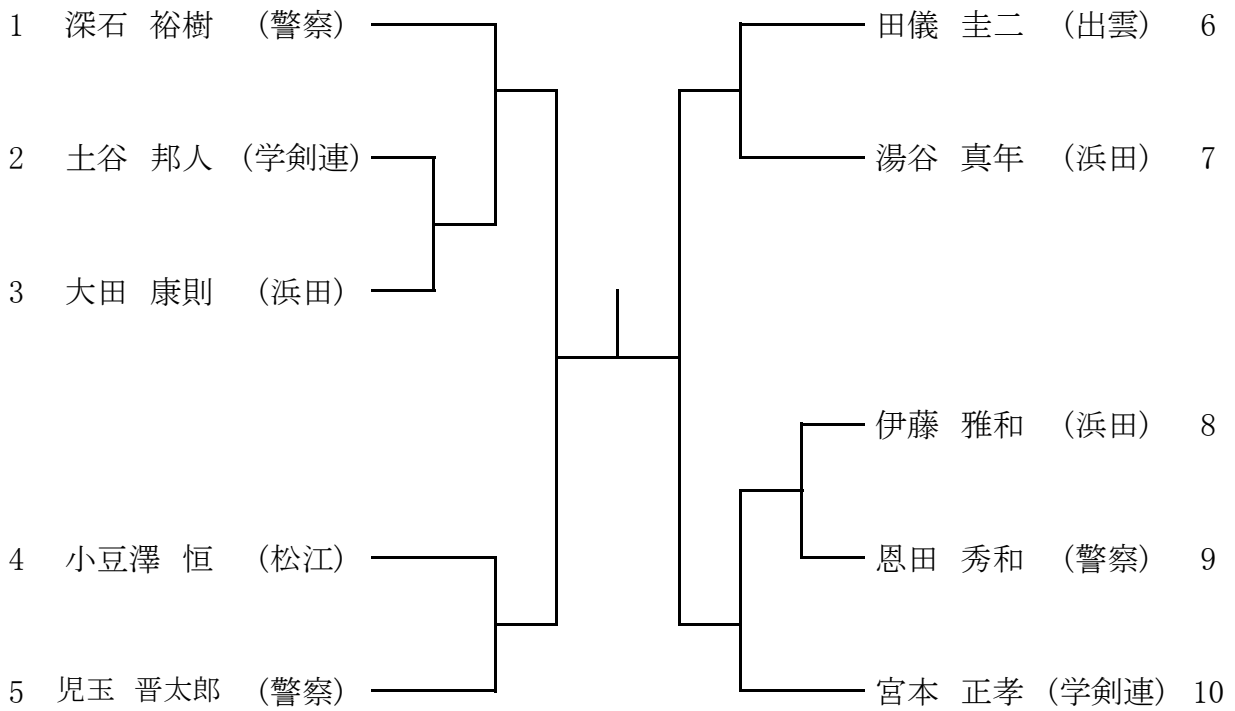 1 深石 裕樹 (警察)
田儀 圭二 (出雲) 6
2 土谷 邦人 (学剣連)
湯谷 真年 (浜田) 7
3 大田 康則 (浜田)
伊藤 雅和 (浜田) 8
4 小豆澤 恒 (松江)
恩田 秀和 (警察) 9
5 児玉 晋太郎 (警察)
宮本 正孝 (学剣連) 10